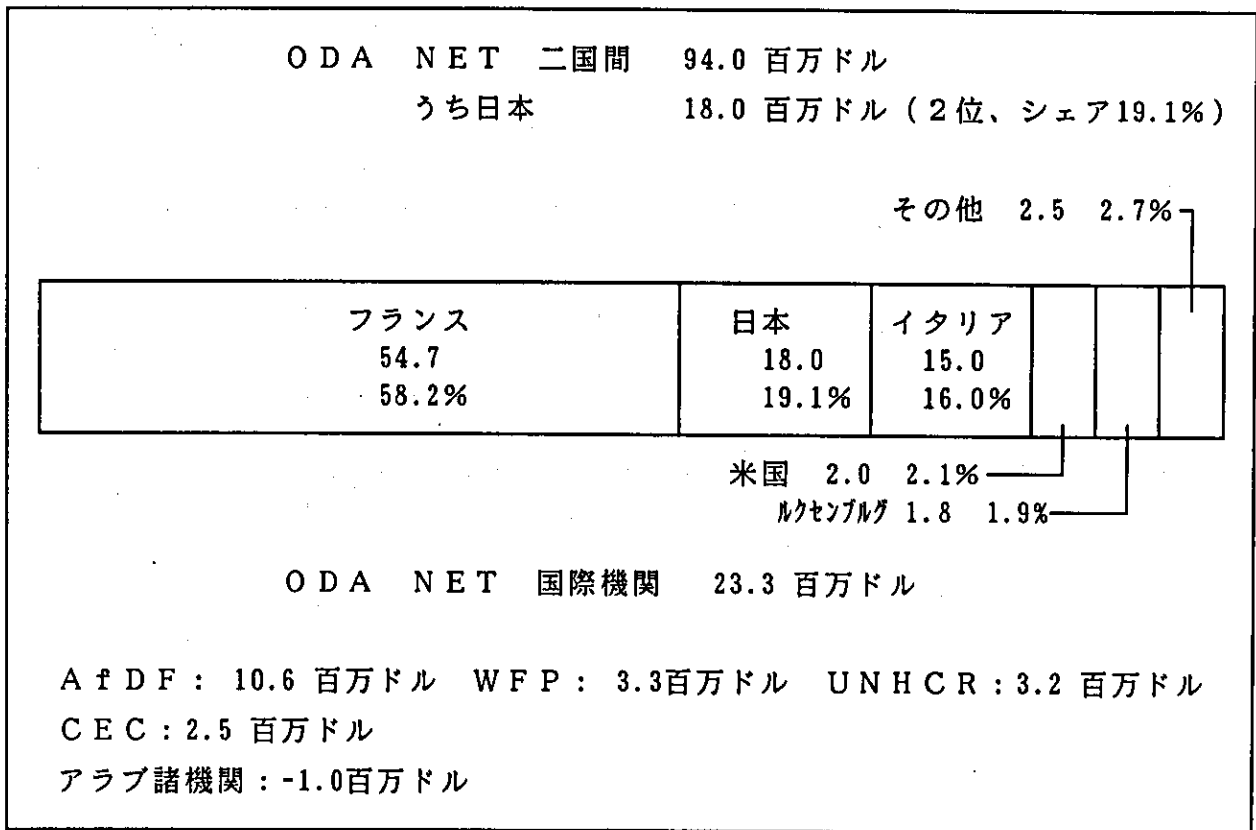 ODA NET 二国間 94.0 百万ドル
うち日本 18.0 百万ドル(2位、シェア19.1%)
その他 2.5 2.7%
フランス
54.7
58.2%
日本
18.0
19.1%
イタリア
15.0
16.0%
米国 2.0 2.1%
ルクセンブルグ 1.8 1.9%
ODA NET 国際機関 23.3 百万ドル
AfDF: 10.6 百万ドル WFP: 3.3百万ドル UNHCR:3.2 百万ドル
CEC:2.5 百万ドル
アラブ諸機関:-1.0百万ドル